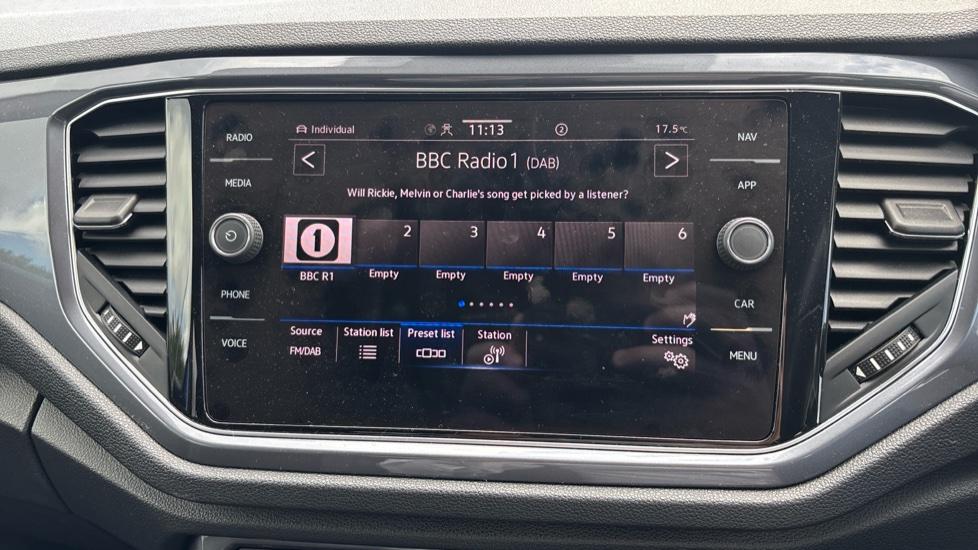 RADIO
MEDIA
PHONE
VOICE
Individual 11:13 2 17.5°C
< BBC Radio1 (DAB) >
Will Rickie, Melvin or Charlie's song get picked by a listener?
1 2 3 4 5 6
BBC R1 Empty Empty Empty Empty Empty
Source Station list Preset list Station Settings
FM/DAB
NAV
APP
CAR
MENU